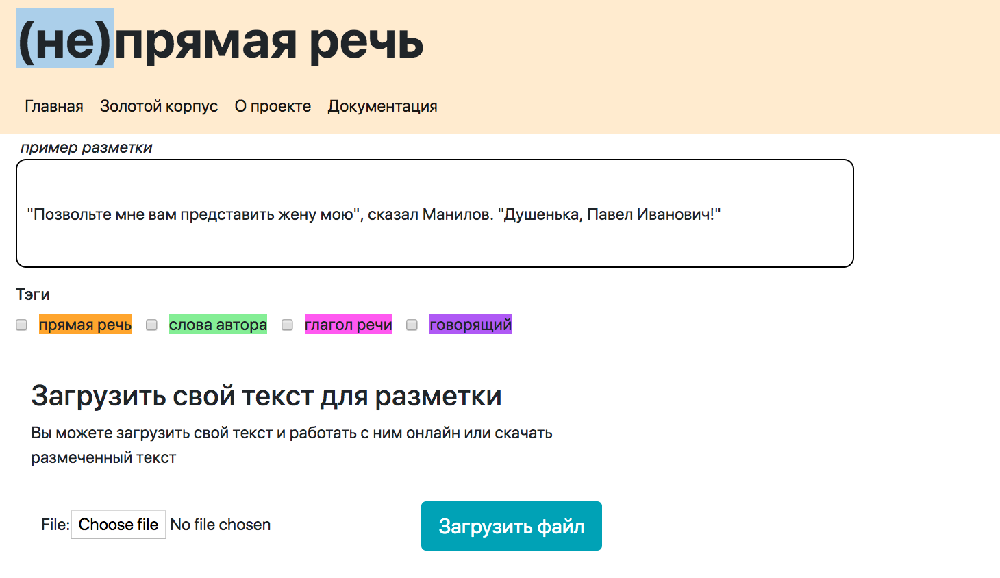 (не)прямая речь
Главная Золотой корпус О проекте Документация
пример разметки
"Позвольте мне вам представить жену мою", сказал Манилов. "Душенька, Павел Иванович!"
Тэги
прямая речь слова автора глагол речи говорящий
Загрузить свой текст для разметки
Вы можете загрузить свой текст и работать с ним онлайн или скачать
размеченный текст
File: Choose file No file chosen Загрузить файл